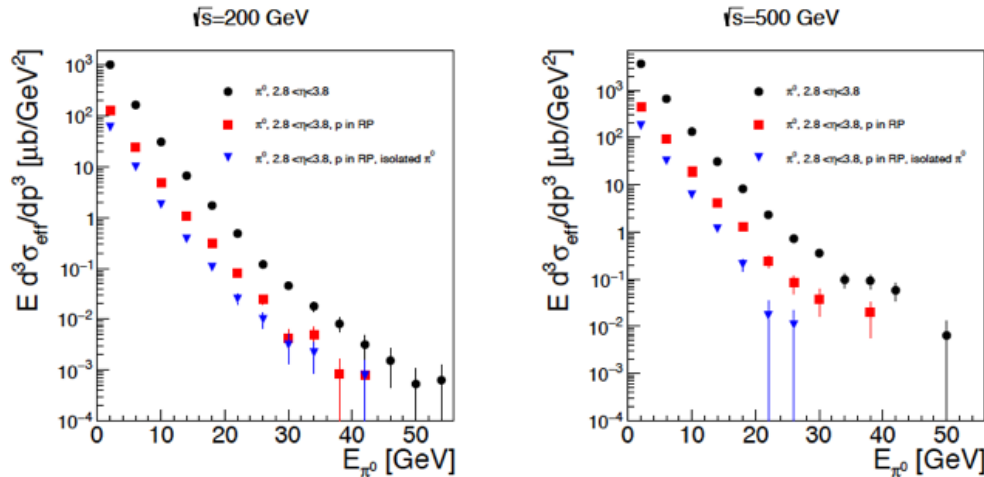 √s=200 GeV
E d³σ_eff/dp³ [μb/GeV²]
10³
10²
10
1
10⁻¹
10⁻²
10⁻³
10⁻⁴
π⁰, 2.8<η<3.8
π⁰, 2.8<η<3.8, p in RP
π⁰, 2.8<η<3.8, p in RP, isolated π⁰
0 10 20 30 40 50
E_π⁰ [GeV]
√s=500 GeV
E d³σ_eff/dp³ [μb/GeV²]
10³
10²
10
1
10⁻¹
10⁻²
10⁻³
10⁻⁴
π⁰, 2.8<η<3.8
π⁰, 2.8<η<3.8, p in RP
π⁰, 2.8<η<3.8, p in RP, isolated π⁰
0 10 20 30 40 50
E_π⁰ [GeV]